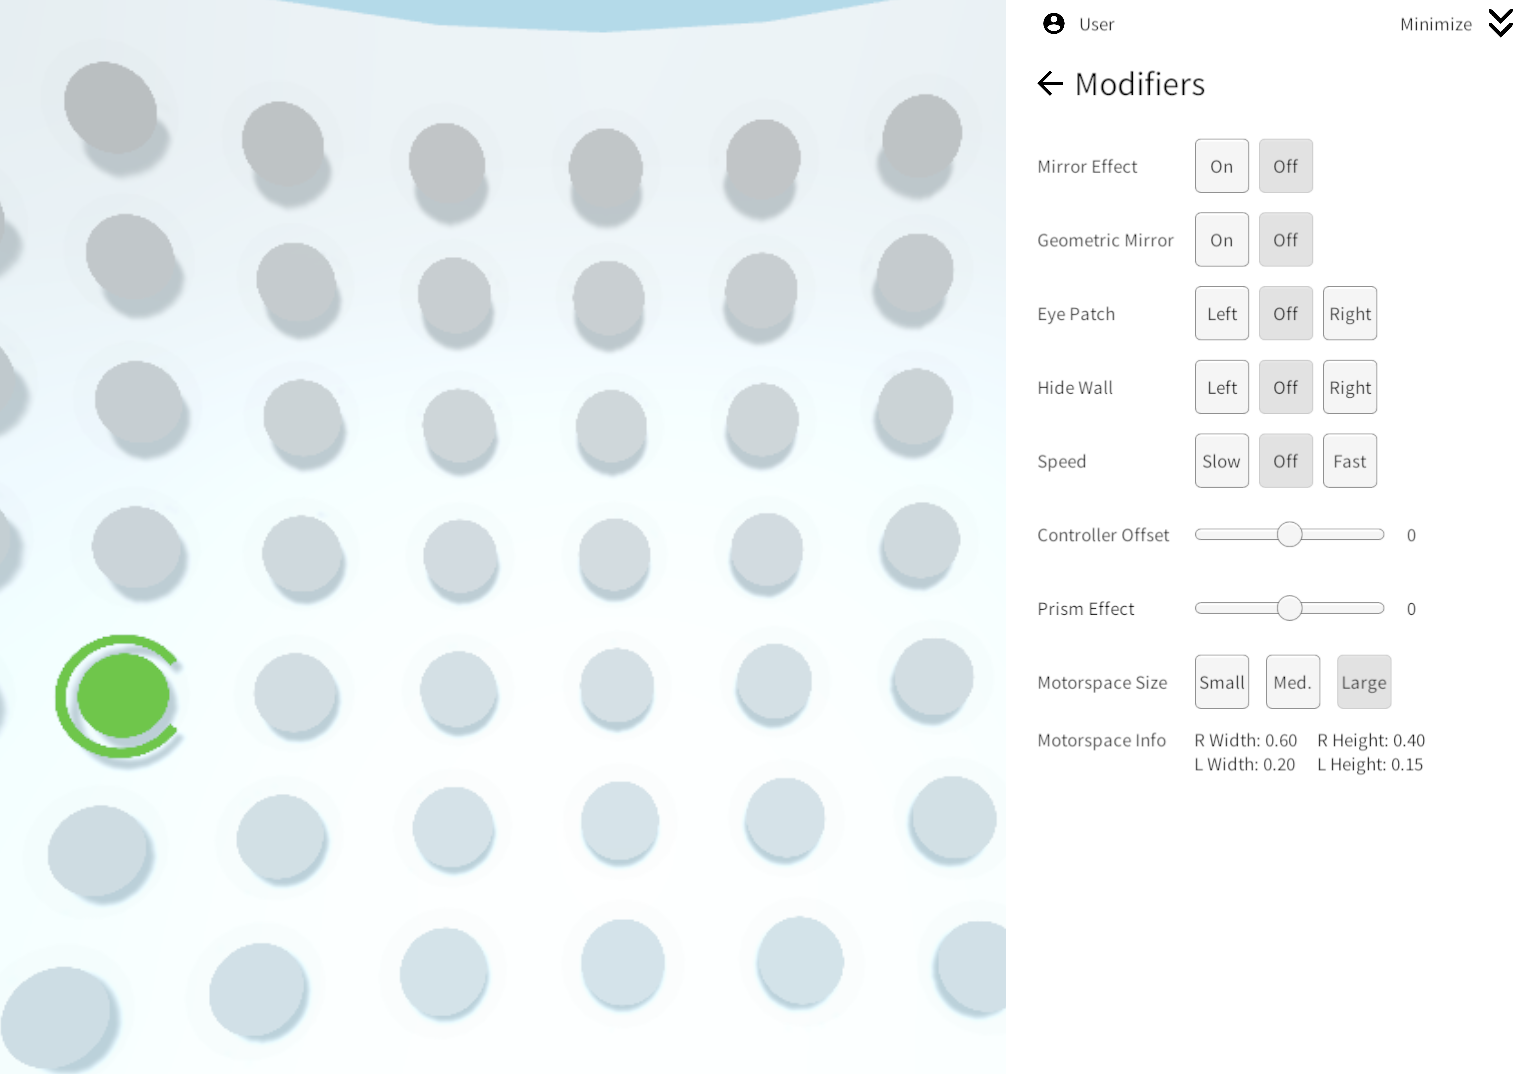 User
Minimize
Modifiers
Mirror Effect On Off
Geometric Mirror On Off
Eye Patch Left Off Right
Hide Wall Left Off Right
Speed Slow Off Fast
Controller Offset 0
Prism Effect 0
Motorspace Size Small Med. Large
Motorspace Info R Width: 0.60 R Height: 0.40
L Width: 0.20 L Height: 0.15